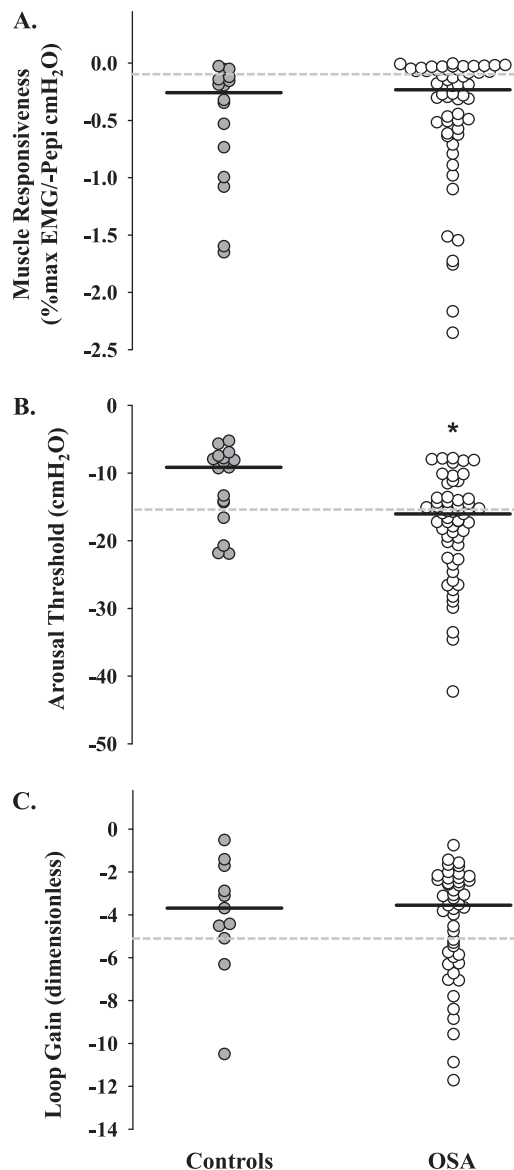 A.
Muscle Responsiveness
(%max EMG/-Pepi cmH₂O)
0.0
-0.5
-1.0
-1.5
-2.0
-2.5
B.
Arousal Threshold (cmH₂O)
0
-10
-20
-30
-40
-50
*
C.
Loop Gain (dimensionless)
0
-2
-4
-6
-8
-10
-12
-14
Controls
OSA